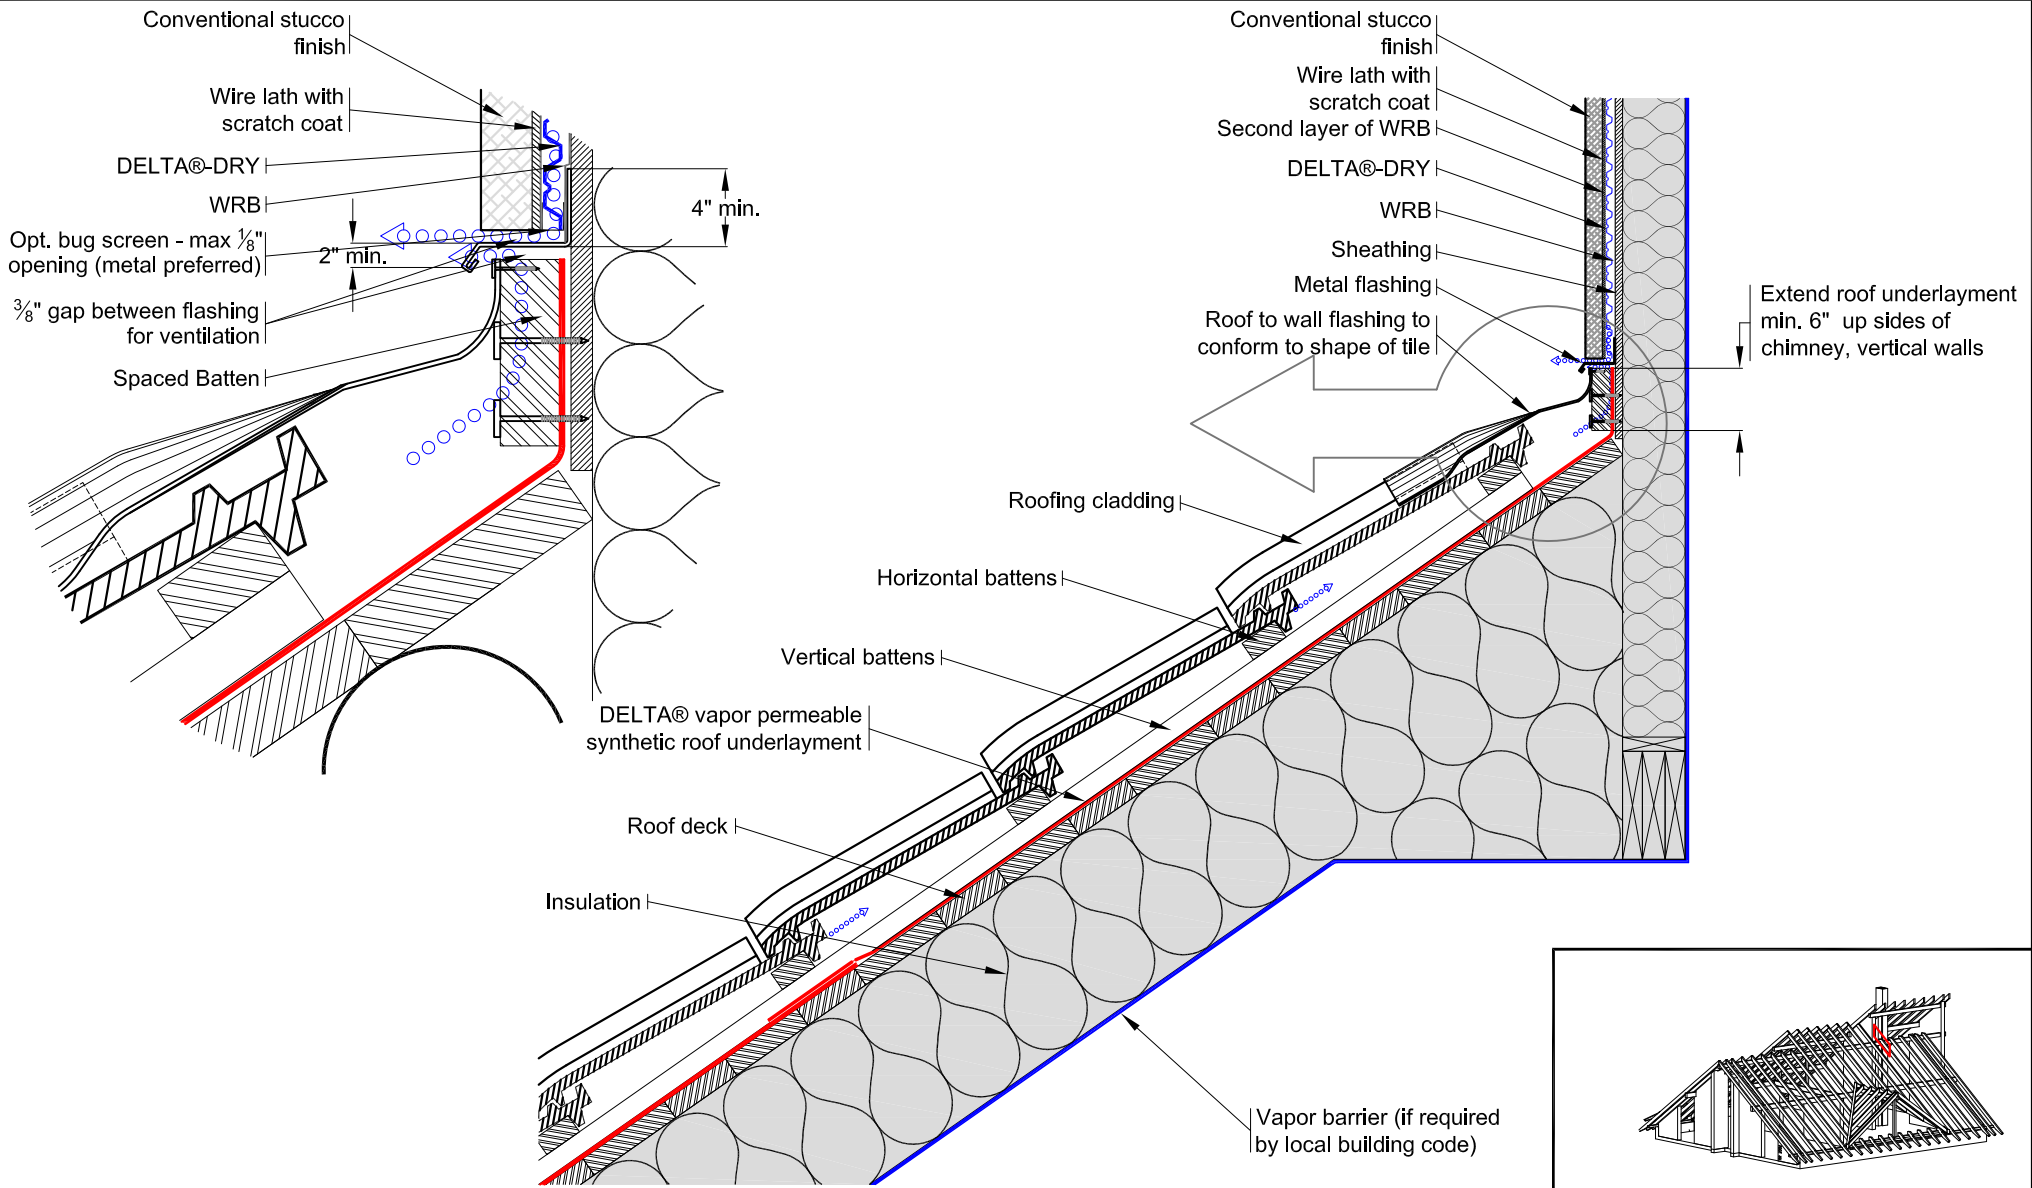 Conventional stucco
finish
Wire lath with
scratch coat
DELTA®-DRY
WRB
Opt. bug screen - max ⅛"
opening (metal preferred)
⅜" gap between flashing
for ventilation
Spaced Batten
2" min.
4" min.
Conventional stucco
finish
Wire lath with
scratch coat
Second layer of WRB
DELTA®-DRY
WRB
Sheathing
Metal flashing
Roof to wall flashing to
conform to shape of tile
Extend roof underlayment
min. 6" up sides of
chimney, vertical walls
Roofing cladding
Horizontal battens
Vertical battens
DELTA® vapor permeable
synthetic roof underlayment
Roof deck
Insulation
Vapor barrier (if required
by local building code)